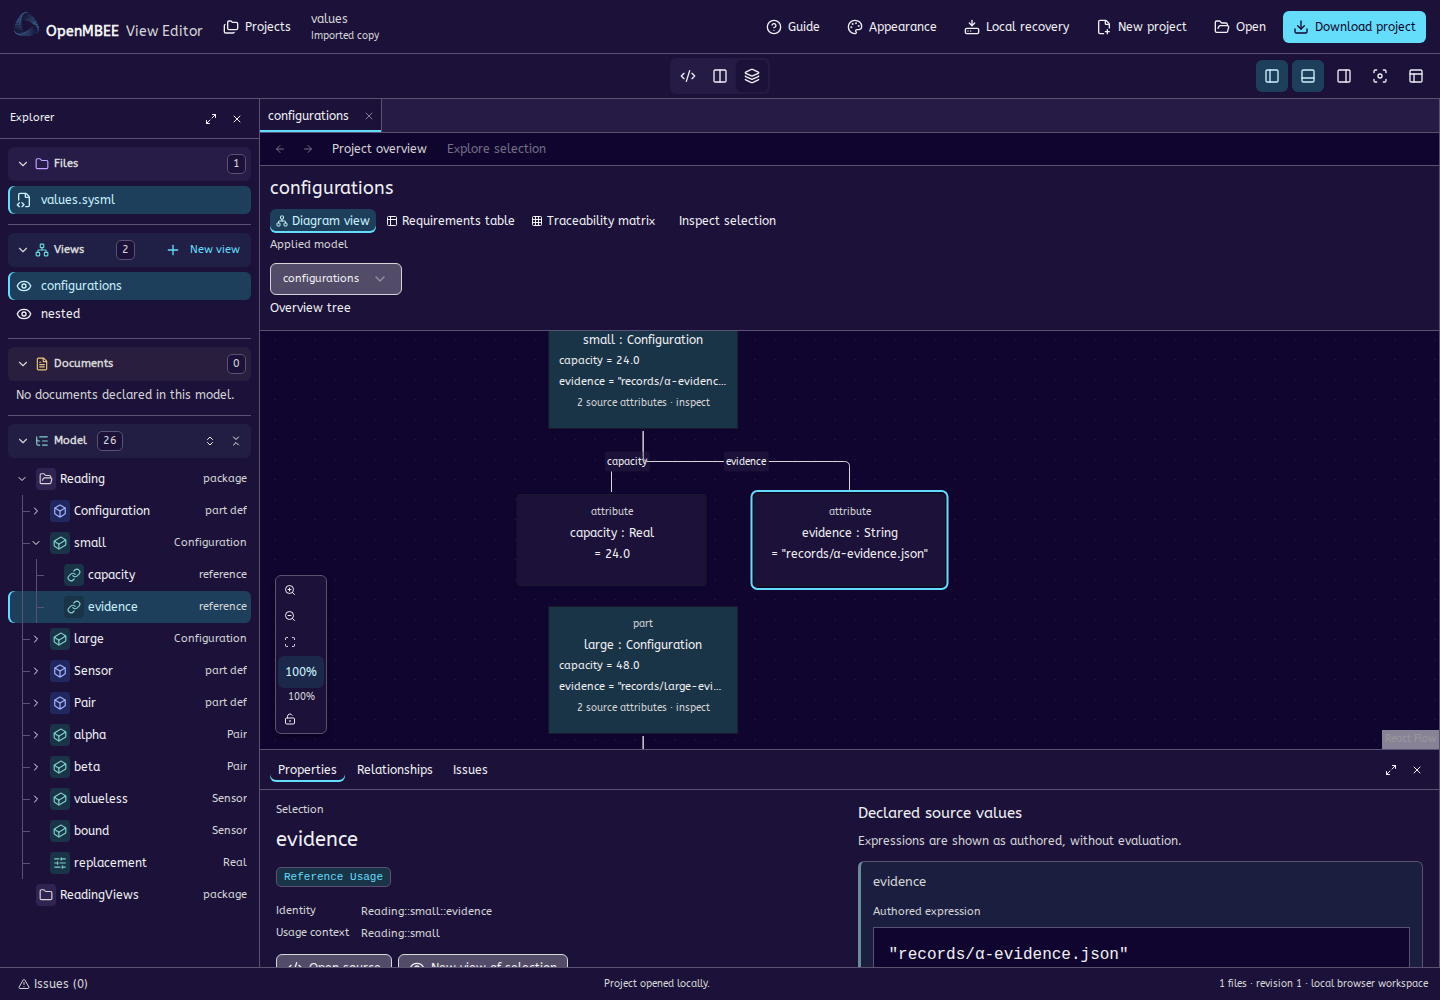 OpenMBEE View Editor
Projects
values
Imported copy
Guide
Appearance
Local recovery
New project
Open
Download project
Explorer
Files
1
values.sysml
Views
2
New view
configurations
nested
Documents
0
No documents declared in this model.
Model
26
Reading
package
Configuration
part def
small
Configuration
capacity
reference
evidence
reference
large
Configuration
Sensor
part def
Pair
part def
alpha
Pair
beta
Pair
valueless
Sensor
bound
Sensor
replacement
Real
ReadingViews
package
configurations
Project overview
Explore selection
configurations
Diagram view
Requirements table
Traceability matrix
Inspect selection
Applied model
configurations
Overview tree
small : Configuration
capacity = 24.0
evidence = "records/α-evidenc...
2 source attributes · inspect
capacity
evidence
attribute
capacity : Real
= 24.0
attribute
evidence : String
= "records/α-evidence.json"
part
large : Configuration
capacity = 48.0
evidence = "records/large-evi...
2 source attributes · inspect
100%
100%
React Flow
Properties
Relationships
Issues
Selection
evidence
Reference Usage
Identity
Reading::small::evidence
Usage context
Reading::small
Open source
New view of selection
Declared source values
Expressions are shown as authored, without evaluation.
evidence
Authored expression
"records/α-evidence.json"
Issues (0)
Project opened locally.
1 files · revision 1 · local browser workspace